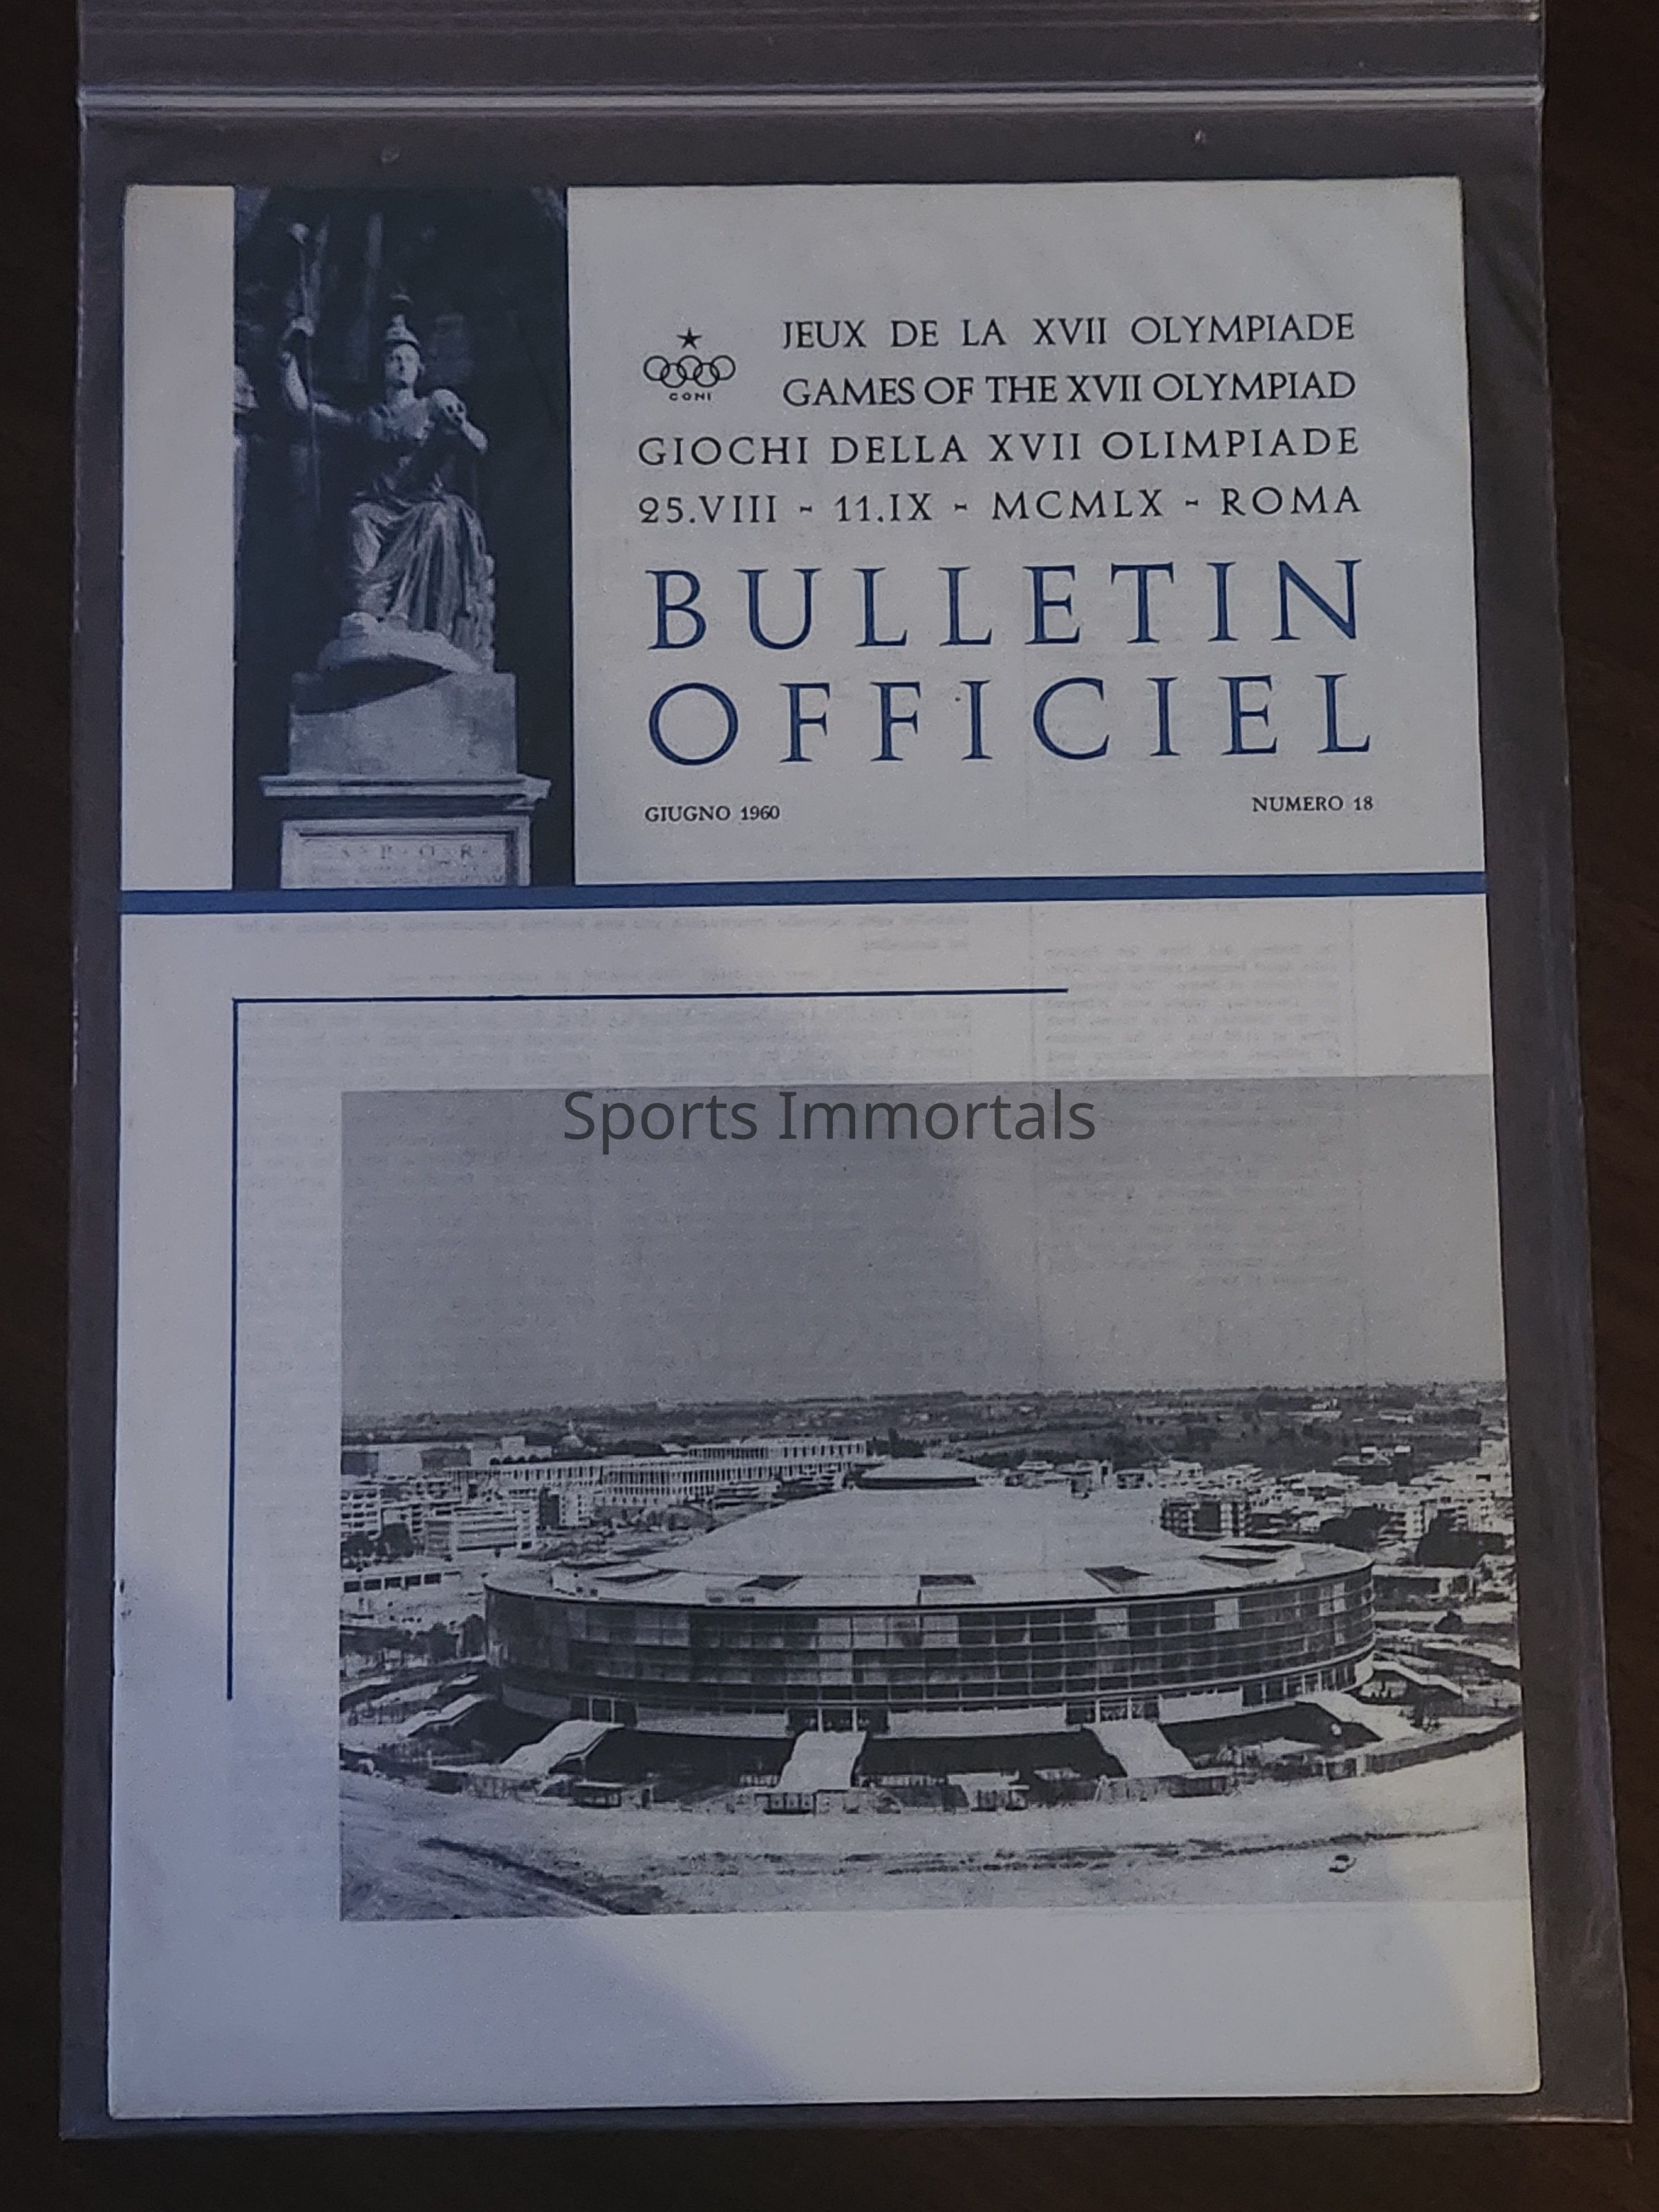 JEUX DE LA XVII OLYMPIADE
CONI
GAMES OF THE XVII OLYMPIAD
GIOCHI DELLA XVII OLIMPIADE
25.VIII - 11.IX - MCMLX - ROMA
BULLETIN
OFFICIEL
GIUGNO 1960 NUMERO 18
S·P·Q·R·
Sports Immortals